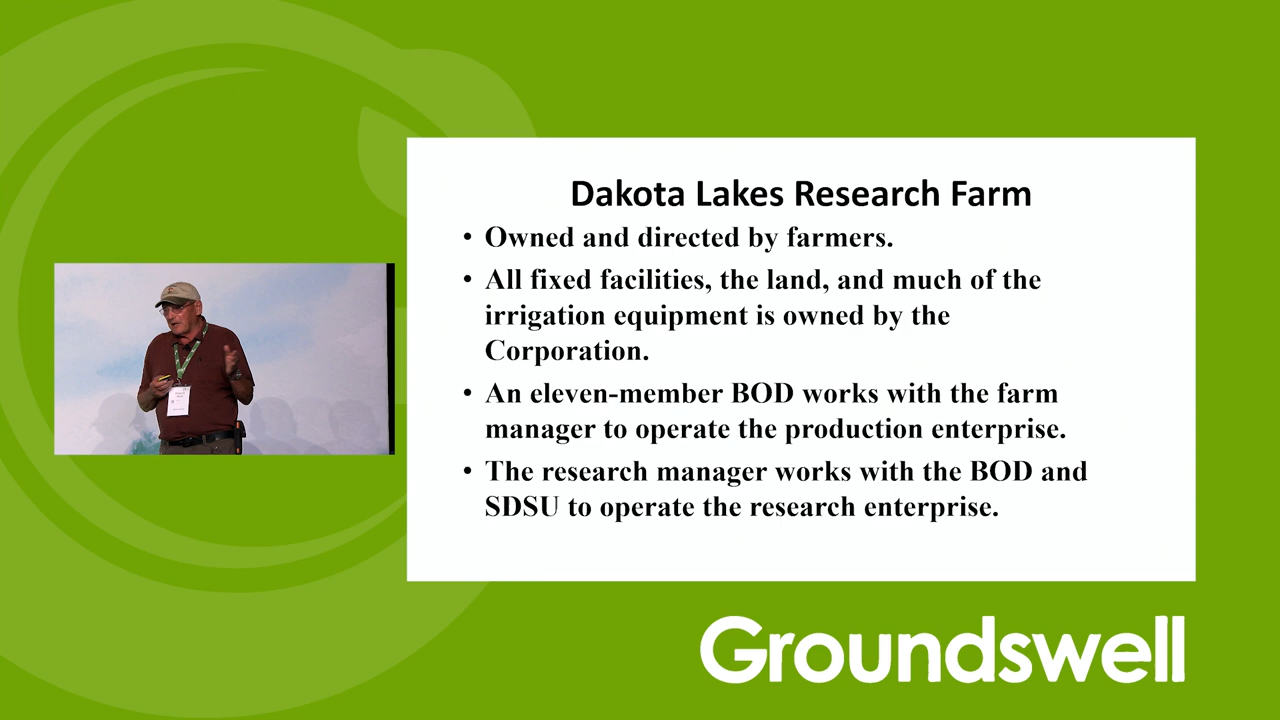 Dakota Lakes Research Farm
• Owned and directed by farmers.
• All fixed facilities, the land, and much of the
irrigation equipment is owned by the
Corporation.
• An eleven-member BOD works with the farm
manager to operate the production enterprise.
• The research manager works with the BOD and
SDSU to operate the research enterprise.
Groundswell